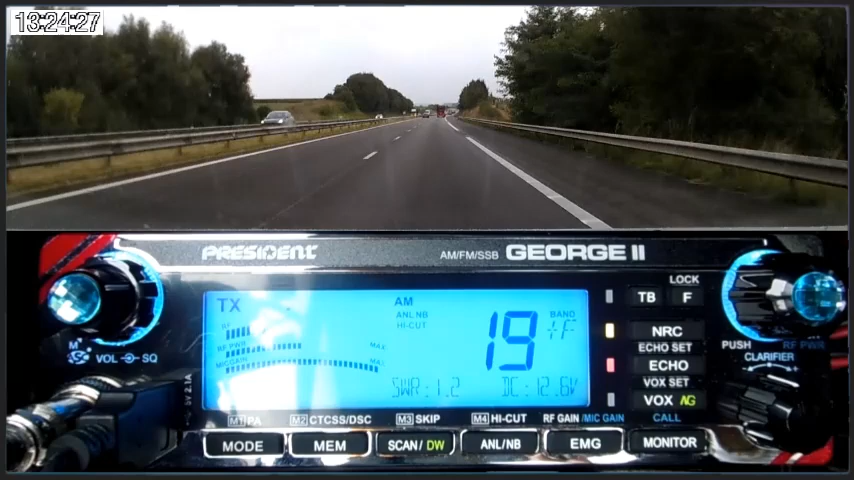 13:24:27
PRESIDENT
AM/FM/SSB GEORGE II
LOCK
TX
AM
ANL NB
HI-CUT
19
BAND
TB
F
RF PWR
MAX
MIC GAIN
MAX
SWR:1.2
DC:12.6V
NRC
ECHO SET
ECHO
VOX SET
VOX
CALL
VOL SQ
PUSH RF PWR
CLARIFIER
5V 2.1A
M1 PA
M2 CTCSS/DSC
M3 SKIP
M4 HI-CUT
RF GAIN/MIC GAIN
MODE
MEM
SCAN/DW
ANL/NB
EMG
MONITOR